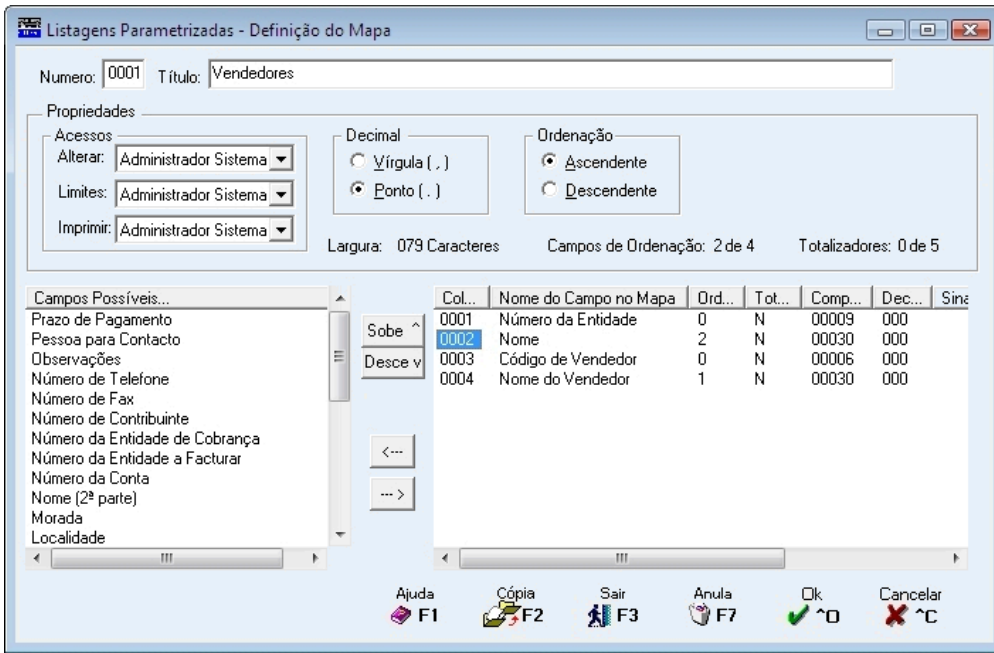 Listagens Parametrizadas - Definição do Mapa
Numero: 0001 Título: Vendedores
Propriedades
Acessos
Alterar: Administrador Sistema
Limites: Administrador Sistema
Imprimir: Administrador Sistema
Decimal
Vírgula ( , )
Ponto ( . )
Ordenação
Ascendente
Descendente
Largura: 079 Caracteres Campos de Ordenação: 2 de 4 Totalizadores: 0 de 5
Campos Possíveis...
Prazo de Pagamento
Pessoa para Contacto
Observações
Número de Telefone
Número de Fax
Número de Contribuinte
Número da Entidade de Cobrança
Número da Entidade a Facturar
Número da Conta
Nome (2ª parte)
Morada
Localidade
Sobe ^
Desce v
<---
--- >
Col... Nome do Campo no Mapa Ord... Tot... Comp... Dec... Sina
0001 Número da Entidade 0 N 00009 000
0002 Nome 2 N 00030 000
0003 Código de Vendedor 0 N 00006 000
0004 Nome do Vendedor 1 N 00030 000
Ajuda F1
Cópia F2
Sair F3
Anula F7
Ok ^O
Cancelar ^C